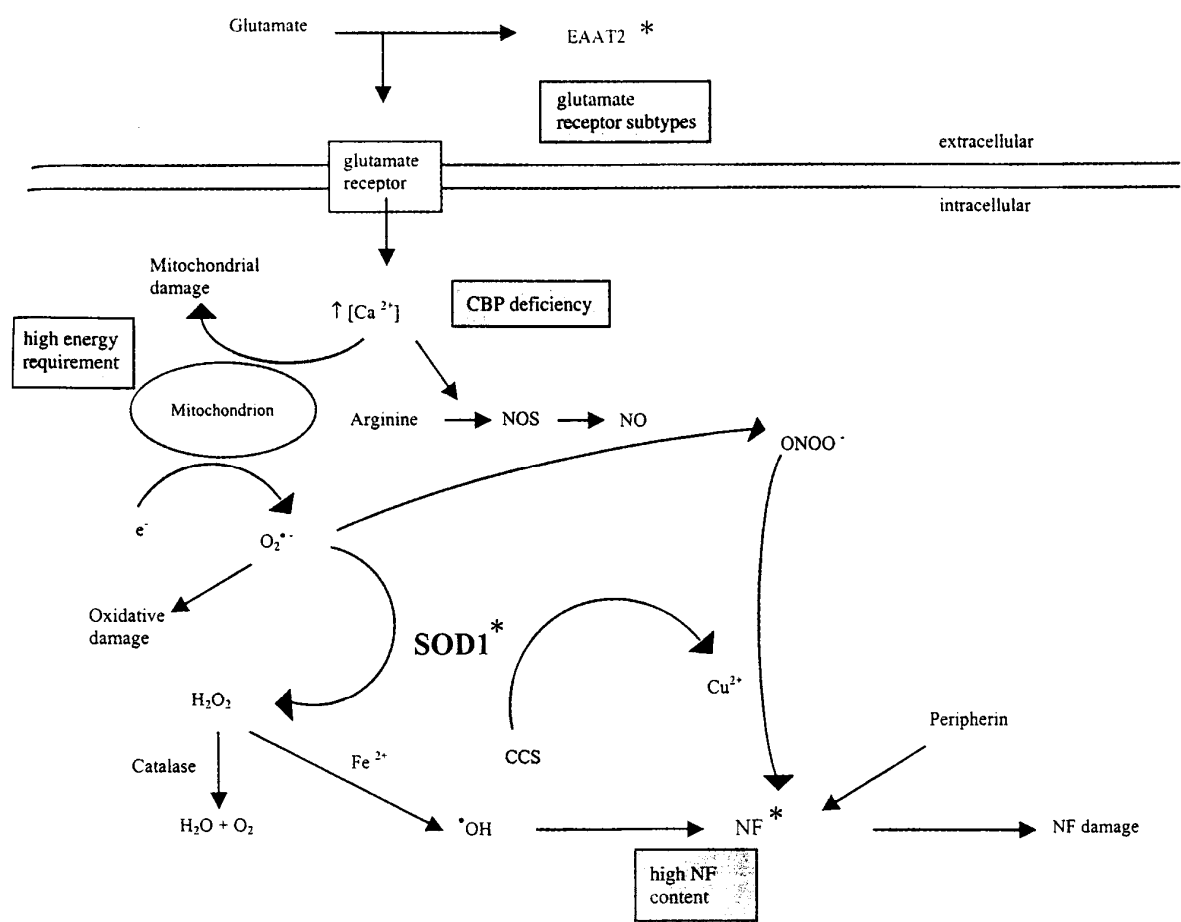 Glutamate
EAAT2 *
glutamate
receptor subtypes
extracellular
glutamate
receptor
intracellular
Mitochondrial
damage
↑ [Ca 2+]
CBP deficiency
high energy
requirement
Mitochondrion
Arginine
NOS
NO
ONOO -
e-
O2•-
Oxidative
damage
SOD1*
H2O2
Cu2+
Peripherin
Catalase
Fe 2+
CCS
H2O + O2
•OH
NF *
NF damage
high NF
content